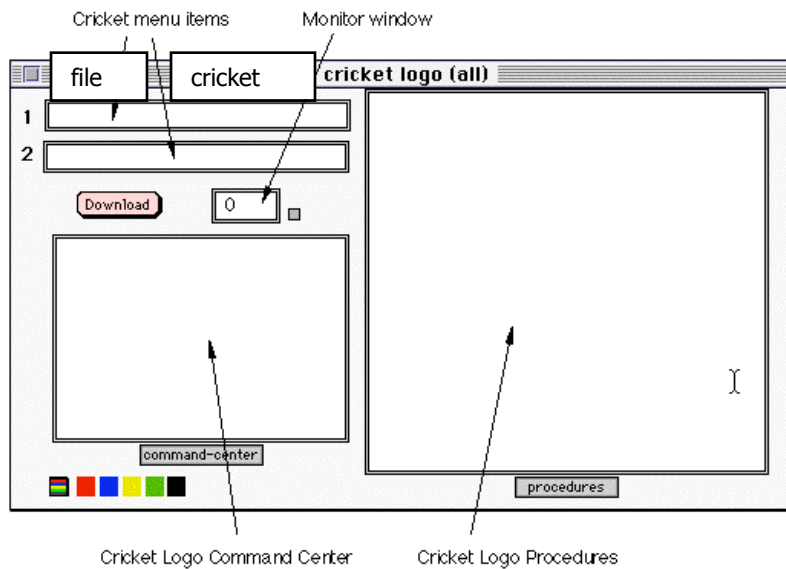 Cricket menu items
Monitor window
file
cricket
cricket logo (all)
1
2
Download
0
command-center
procedures
Cricket Logo Command Center
Cricket Logo Procedures